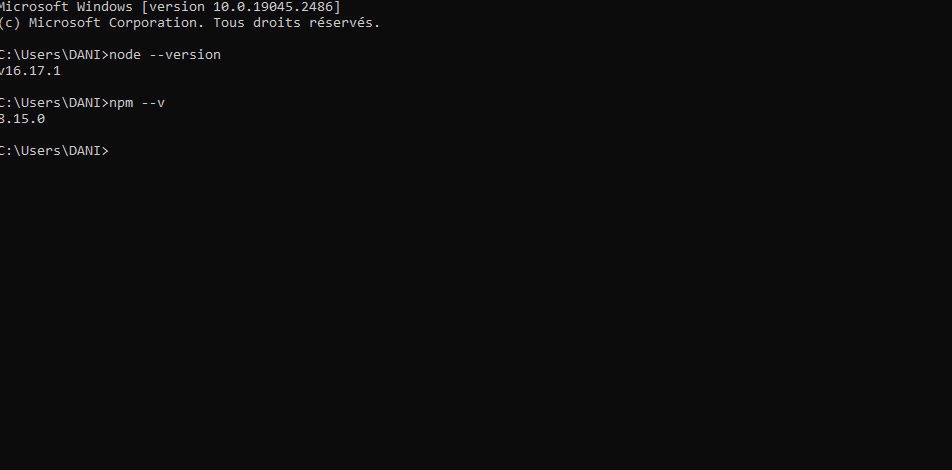 Microsoft Windows [version 10.0.19045.2486]
(c) Microsoft Corporation. Tous droits réservés.
C:\Users\DANI>node --version
v16.17.1
C:\Users\DANI>npm --v
8.15.0
C:\Users\DANI>